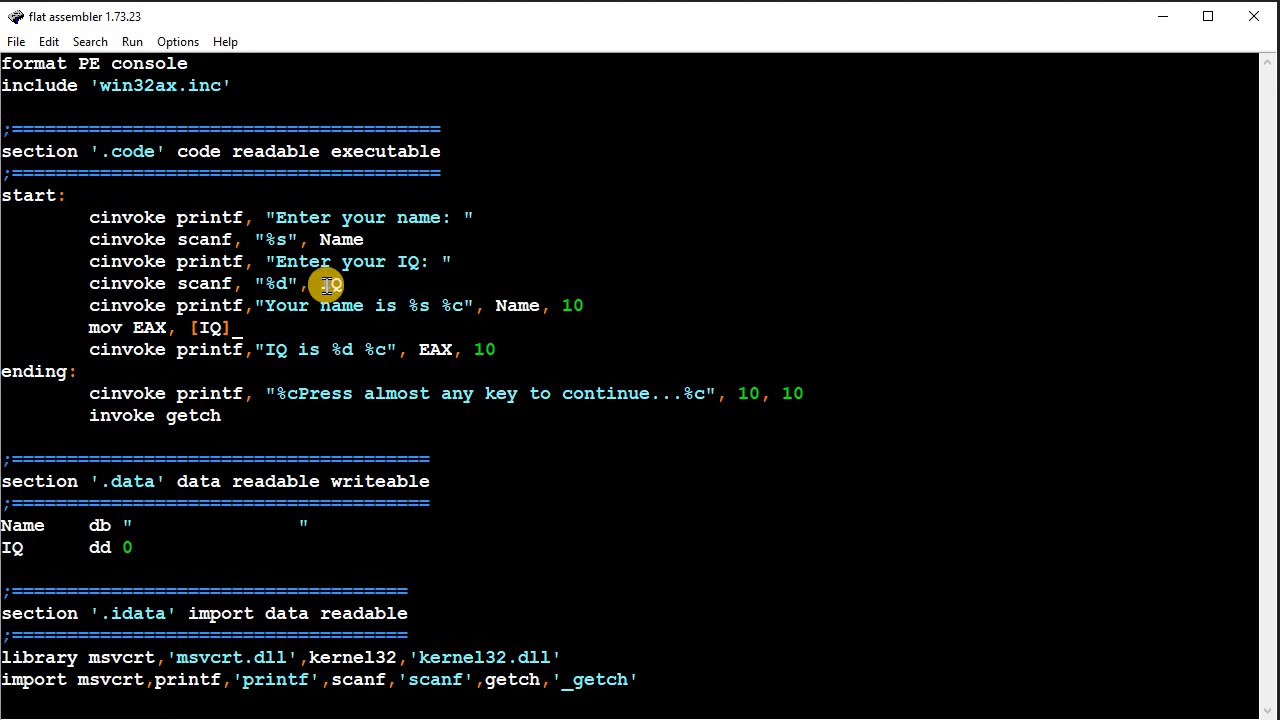 flat assembler 1.73.23
File Edit Search Run Options Help
format PE console
include 'win32ax.inc'
;=======================================
section '.code' code readable executable
;=======================================
start:
cinvoke printf, "Enter your name: "
cinvoke scanf, "%s", Name
cinvoke printf, "Enter your IQ: "
cinvoke scanf, "%d", IQ
cinvoke printf,"Your name is %s %c", Name, 10
mov EAX, [IQ]_
cinvoke printf,"IQ is %d %c", EAX, 10
ending:
cinvoke printf, "%cPress almost any key to continue...%c", 10, 10
invoke getch
;======================================
section '.data' data readable writeable
;======================================
Name    db "               "
IQ      dd 0
;====================================
section '.idata' import data readable
;====================================
library msvcrt,'msvcrt.dll',kernel32,'kernel32.dll'
import msvcrt,printf,'printf',scanf,'scanf',getch,'_getch'